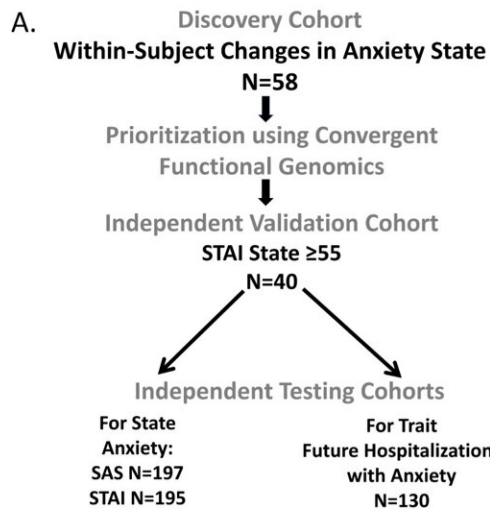 A.
Discovery Cohort
Within-Subject Changes in Anxiety State
N=58
Prioritization using Convergent
Functional Genomics
Independent Validation Cohort
STAI State ≥55
N=40
Independent Testing Cohorts
For State
Anxiety:
SAS N=197
STAI N=195
For Trait
Future Hospitalization
with Anxiety
N=130